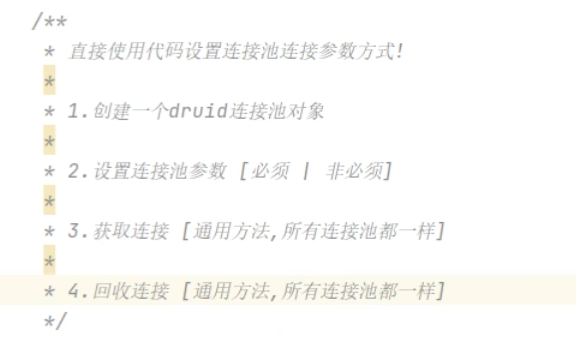 /**
* 直接使用代码设置连接池连接参数方式!
*
* 1.创建一个druid连接池对象
*
* 2.设置连接池参数 [必须 | 非必须]
*
* 3.获取连接 [通用方法,所有连接池都一样]
*
* 4.回收连接 [通用方法,所有连接池都一样]
*/